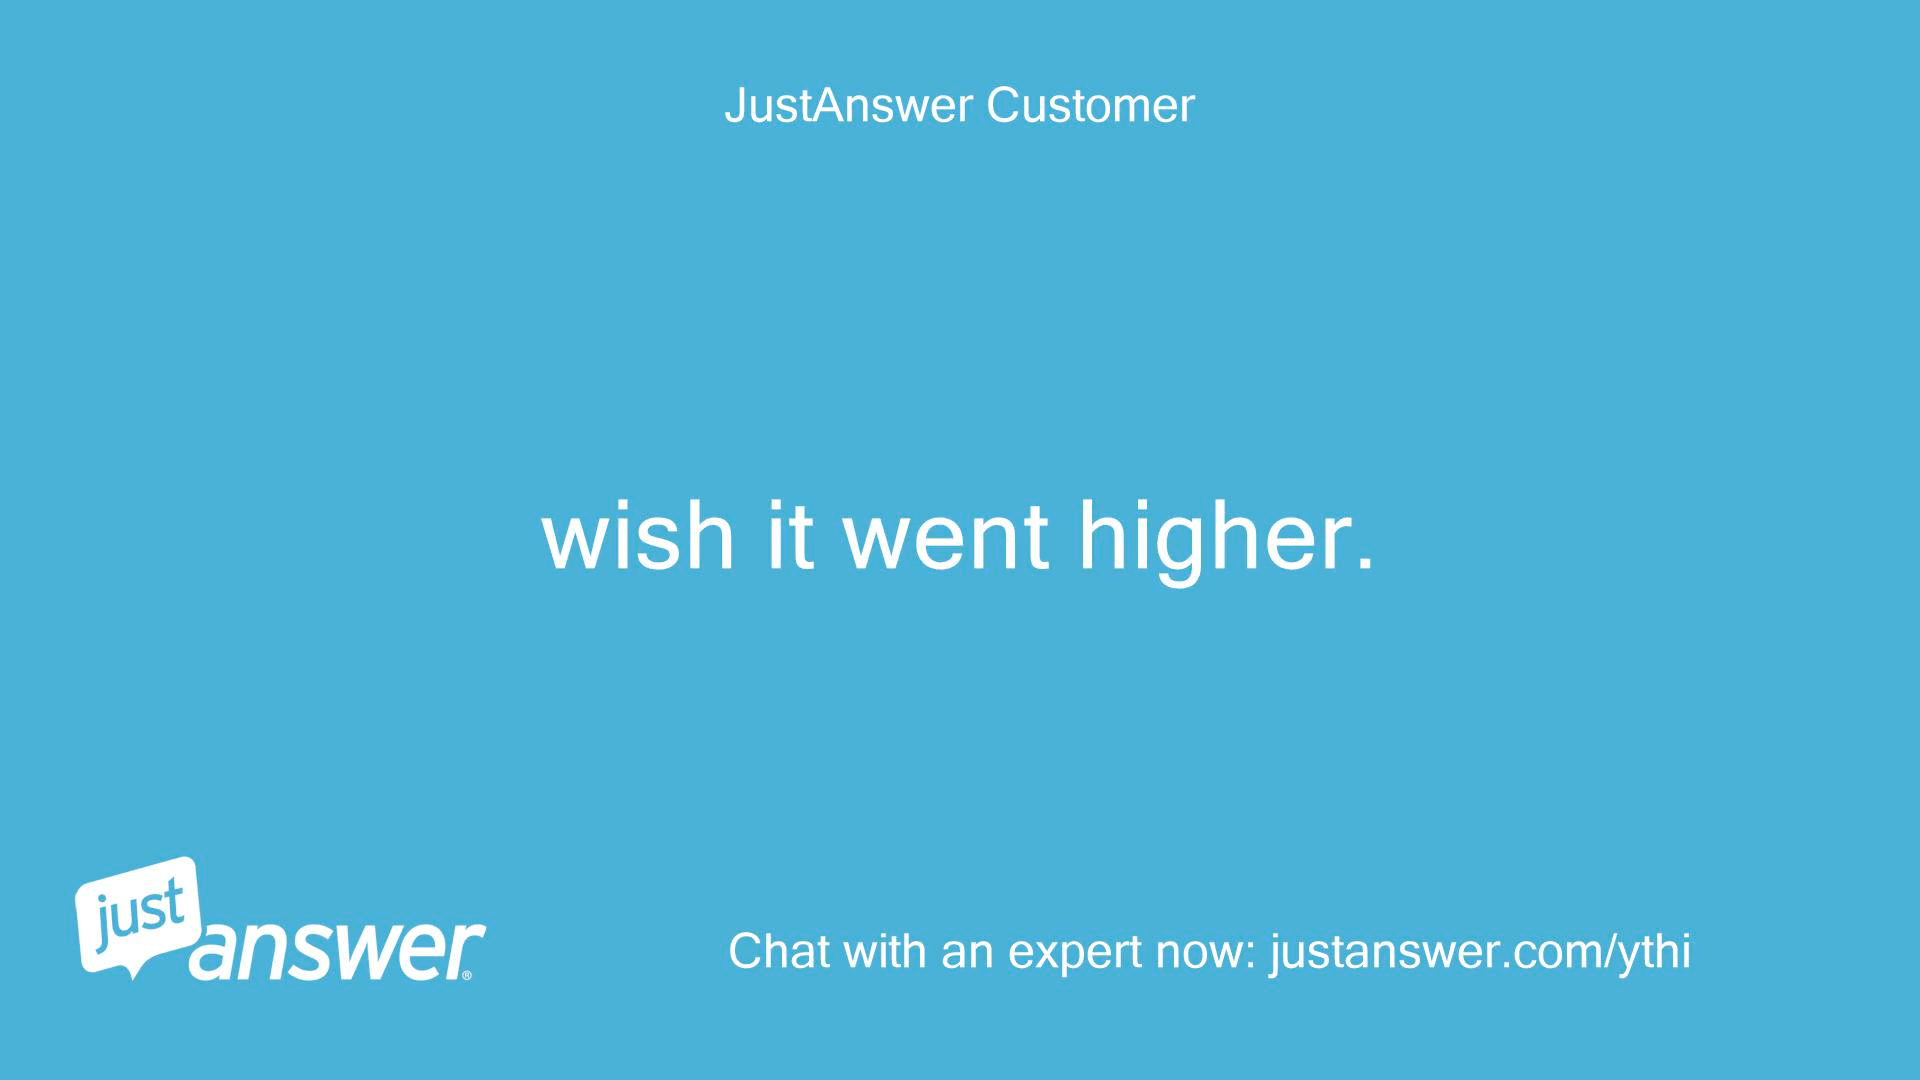 JustAnswer Customer
wish it went higher.
just
answer®
Chat with an expert now: justanswer.com/ythi